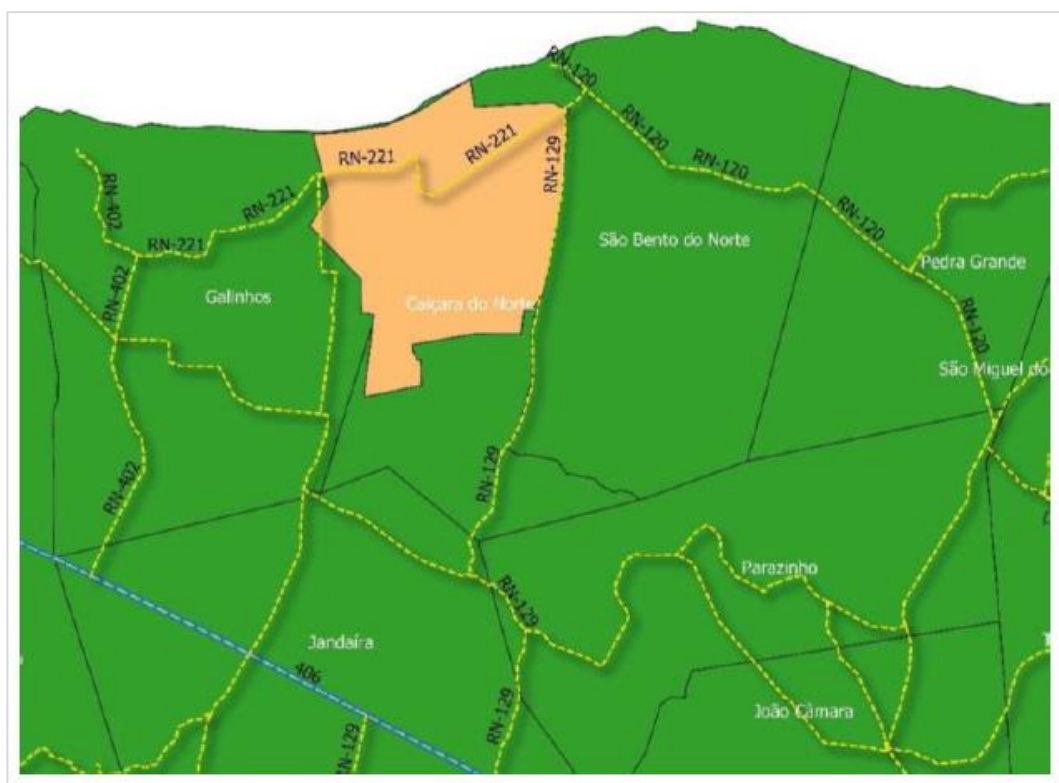 RN-120
RN-221
RN-221
RN-129
RN-120
RN-120
RN-402
RN-221
RN-221
RN-120
São Bento do Norte
Pedra Grande
RN-402
Galinhos
Caiçara do Norte
RN-120
São Miguel do
RN-402
RN-129
Parazinho
RN-129
Jandaíra
406
RN-129
João Câmara
RN-129